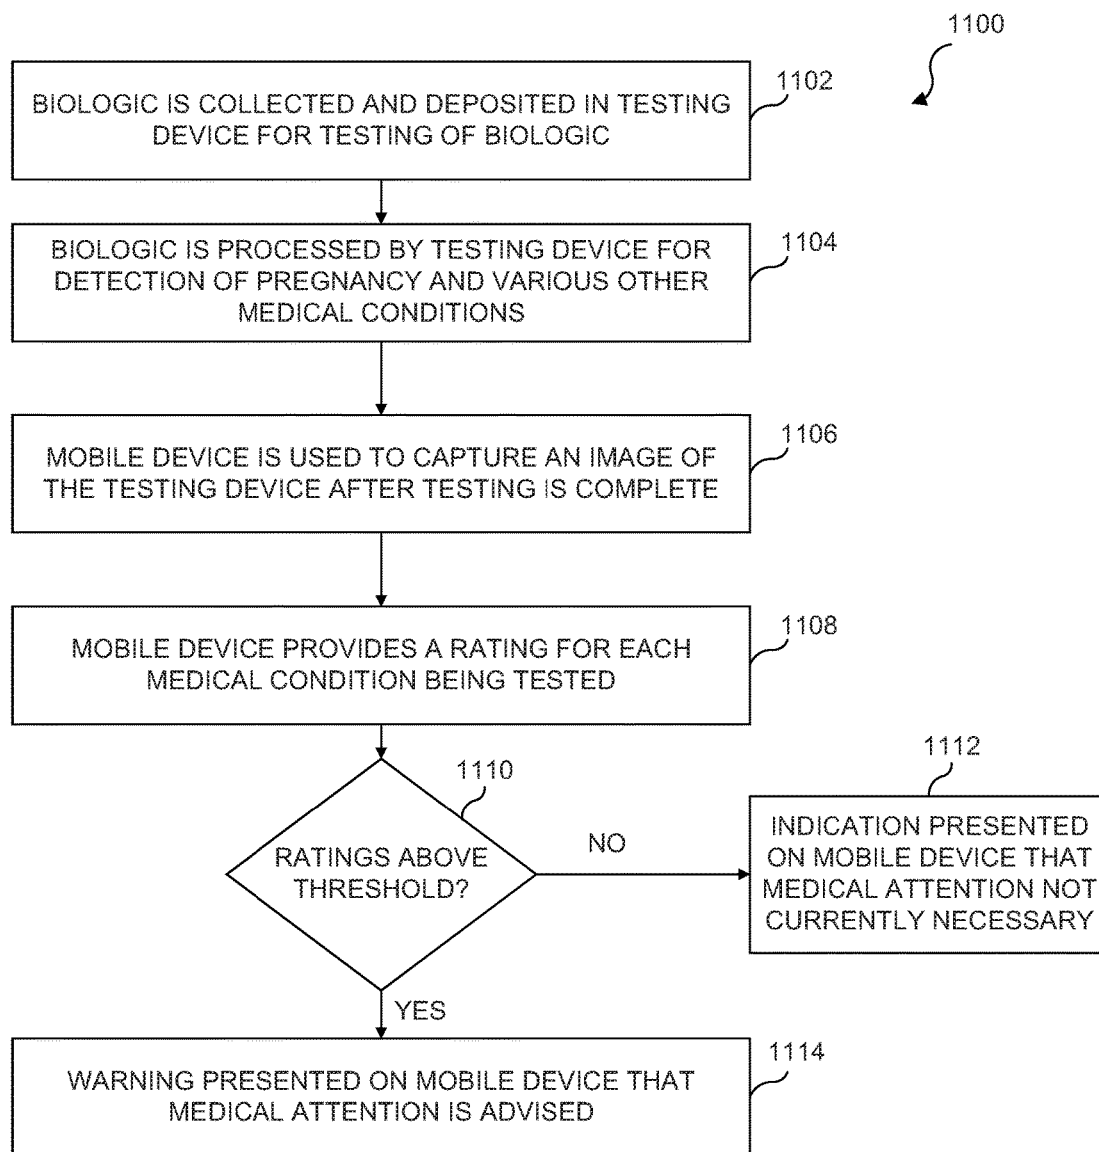 1100
BIOLOGIC IS COLLECTED AND DEPOSITED IN TESTING
DEVICE FOR TESTING OF BIOLOGIC
1102
BIOLOGIC IS PROCESSED BY TESTING DEVICE FOR
DETECTION OF PREGNANCY AND VARIOUS OTHER
MEDICAL CONDITIONS
1104
MOBILE DEVICE IS USED TO CAPTURE AN IMAGE OF
THE TESTING DEVICE AFTER TESTING IS COMPLETE
1106
MOBILE DEVICE PROVIDES A RATING FOR EACH
MEDICAL CONDITION BEING TESTED
1108
RATINGS ABOVE
THRESHOLD?
1110
NO
1112
INDICATION PRESENTED
ON MOBILE DEVICE THAT
MEDICAL ATTENTION NOT
CURRENTLY NECESSARY
YES
WARNING PRESENTED ON MOBILE DEVICE THAT
MEDICAL ATTENTION IS ADVISED
1114